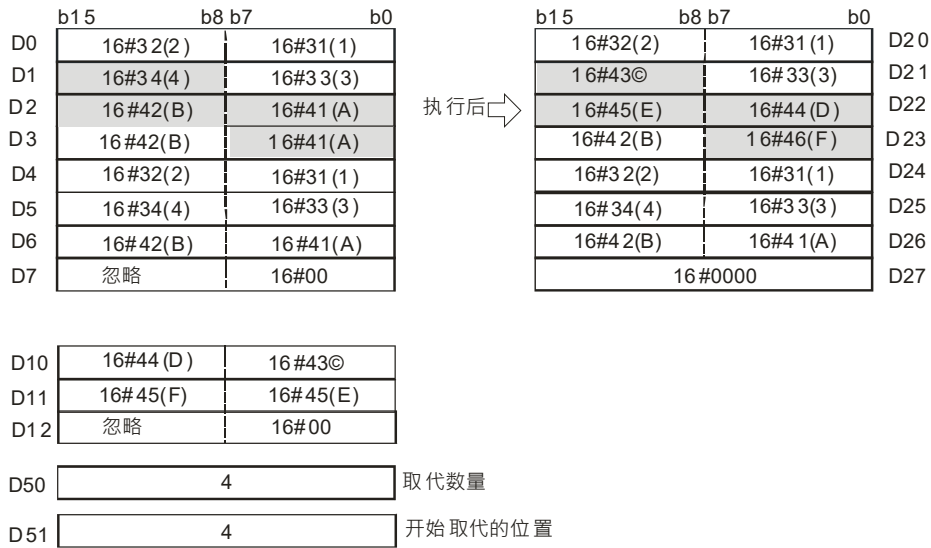 b15 b8 b7 b0 b15 b8 b7 b0
D0 16#32(2) 16#31(1) 16#32(2) 16#31(1) D20
D1 16#34(4) 16#33(3) 16#43© 16#33(3) D21
D2 16#42(B) 16#41(A) 执行后 16#45(E) 16#44(D) D22
D3 16#42(B) 16#41(A) 16#42(B) 16#46(F) D23
D4 16#32(2) 16#31(1) 16#32(2) 16#31(1) D24
D5 16#34(4) 16#33(3) 16#34(4) 16#33(3) D25
D6 16#42(B) 16#41(A) 16#42(B) 16#41(A) D26
D7 忽略 16#00 16#0000 D27
D10 16#44(D) 16#43©
D11 16#45(F) 16#45(E)
D12 忽略 16#00
D50 4 取代数量
D51 4 开始取代的位置